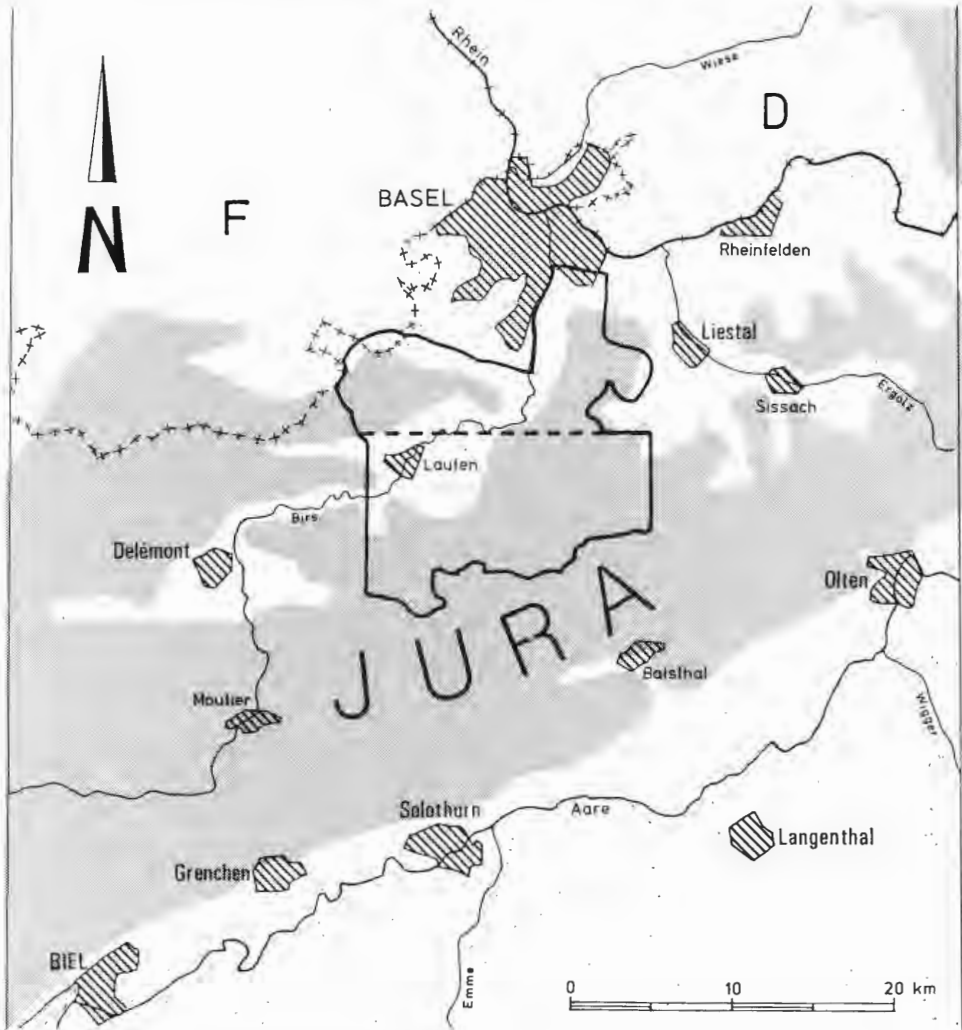 Rhein
Wiese
D
N
F
BASEL
Rheinfelden
Liestal
Sissach
Ergolz
Laufen
Birs
Delémont
Olten
JURA
Balsthal
Moutier
Wigger
Solothurn
Aare
Langenthal
Grenchen
BIEL
Emme
0 10 20 km